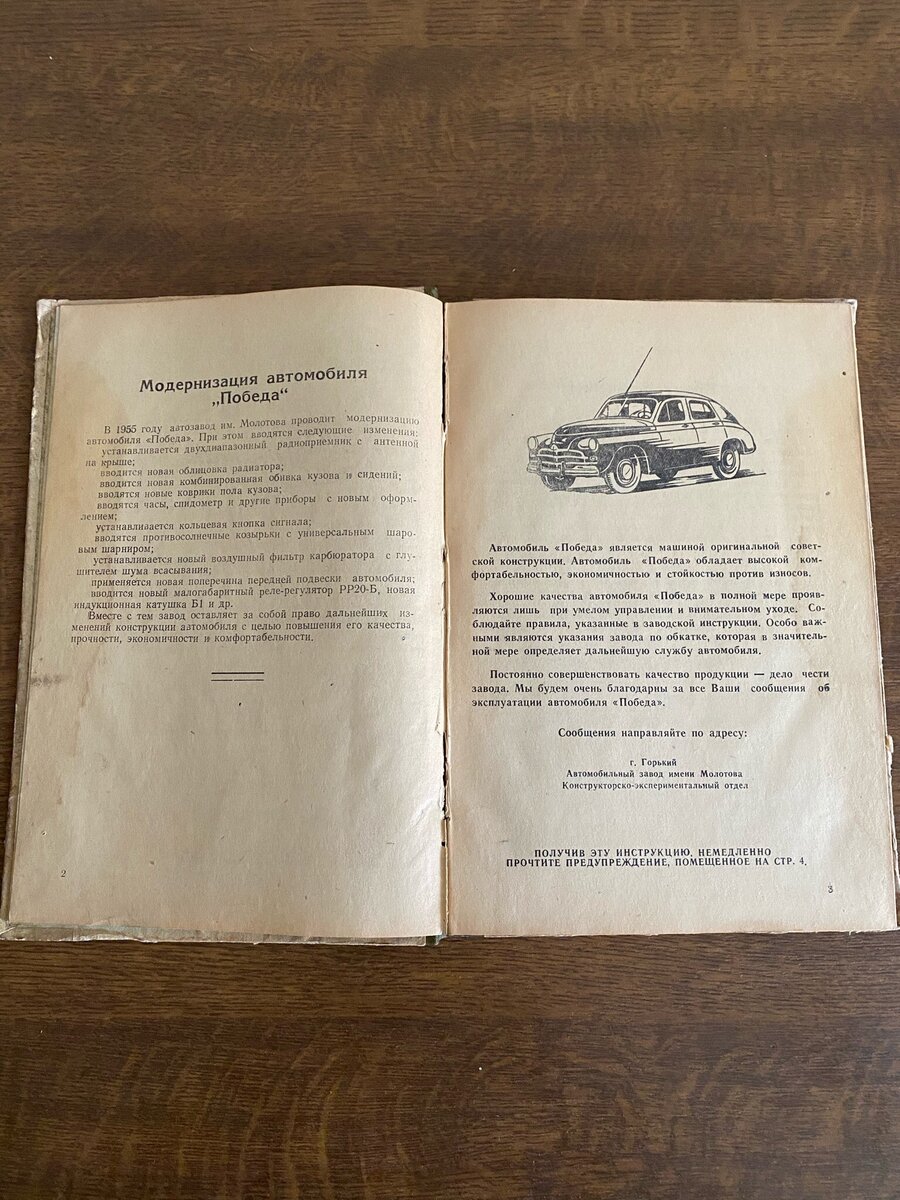 Модернизация автомобиля
„Победа“
В 1955 году автозавод им. Молотова проводит модернизацию
автомобиля «Победа». При этом вводятся следующие изменения:
устанавливается двухдиапазонный радиоприемник с антенной
на крыше;
вводится новая облицовка радиатора;
вводится новая комбинированная обивка кузова и сидений;
вводятся новые коврики пола кузова;
вводятся часы, спидометр и другие приборы с новым оформ-
лением;
устанавливается кольцевая кнопка сигнала;
вводятся противосолнечные козырьки с универсальным шаро-
вым шарниром;
устанавливается новый воздушный фильтр карбюратора с глу-
шителем шума всасывания;
применяется новая поперечина передней подвески автомобиля;
вводится новый малогабаритный реле-регулятор РР20-Б, новая
индукционная катушка Б1 и др.
Вместе с тем завод оставляет за собой право дальнейших из-
менений конструкции автомобиля с целью повышения его качества,
прочности, экономичности и комфортабельности.
2
Автомобиль «Победа» является машиной оригинальной совет-
ской конструкции. Автомобиль «Победа» обладает высокой ком-
фортабельностью, экономичностью и стойкостью против износов.
Хорошие качества автомобиля «Победа» в полной мере прояв-
ляются лишь при умелом управлении и внимательном уходе. Со-
блюдайте правила, указанные в заводской инструкции. Особо важ-
ными являются указания завода по обкатке, которая в значитель-
ной мере определяет дальнейшую службу автомобиля.
Постоянно совершенствовать качество продукции — дело чести
завода. Мы будем очень благодарны за все Ваши сообщения об
эксплуатации автомобиля «Победа».
Сообщения направляйте по адресу:
г. Горький
Автомобильный завод имени Молотова
Конструкторско-экспериментальный отдел
ПОЛУЧИВ ЭТУ ИНСТРУКЦИЮ, НЕМЕДЛЕННО
ПРОЧТИТЕ ПРЕДУПРЕЖДЕНИЕ, ПОМЕЩЕННОЕ НА СТР. 4.
3